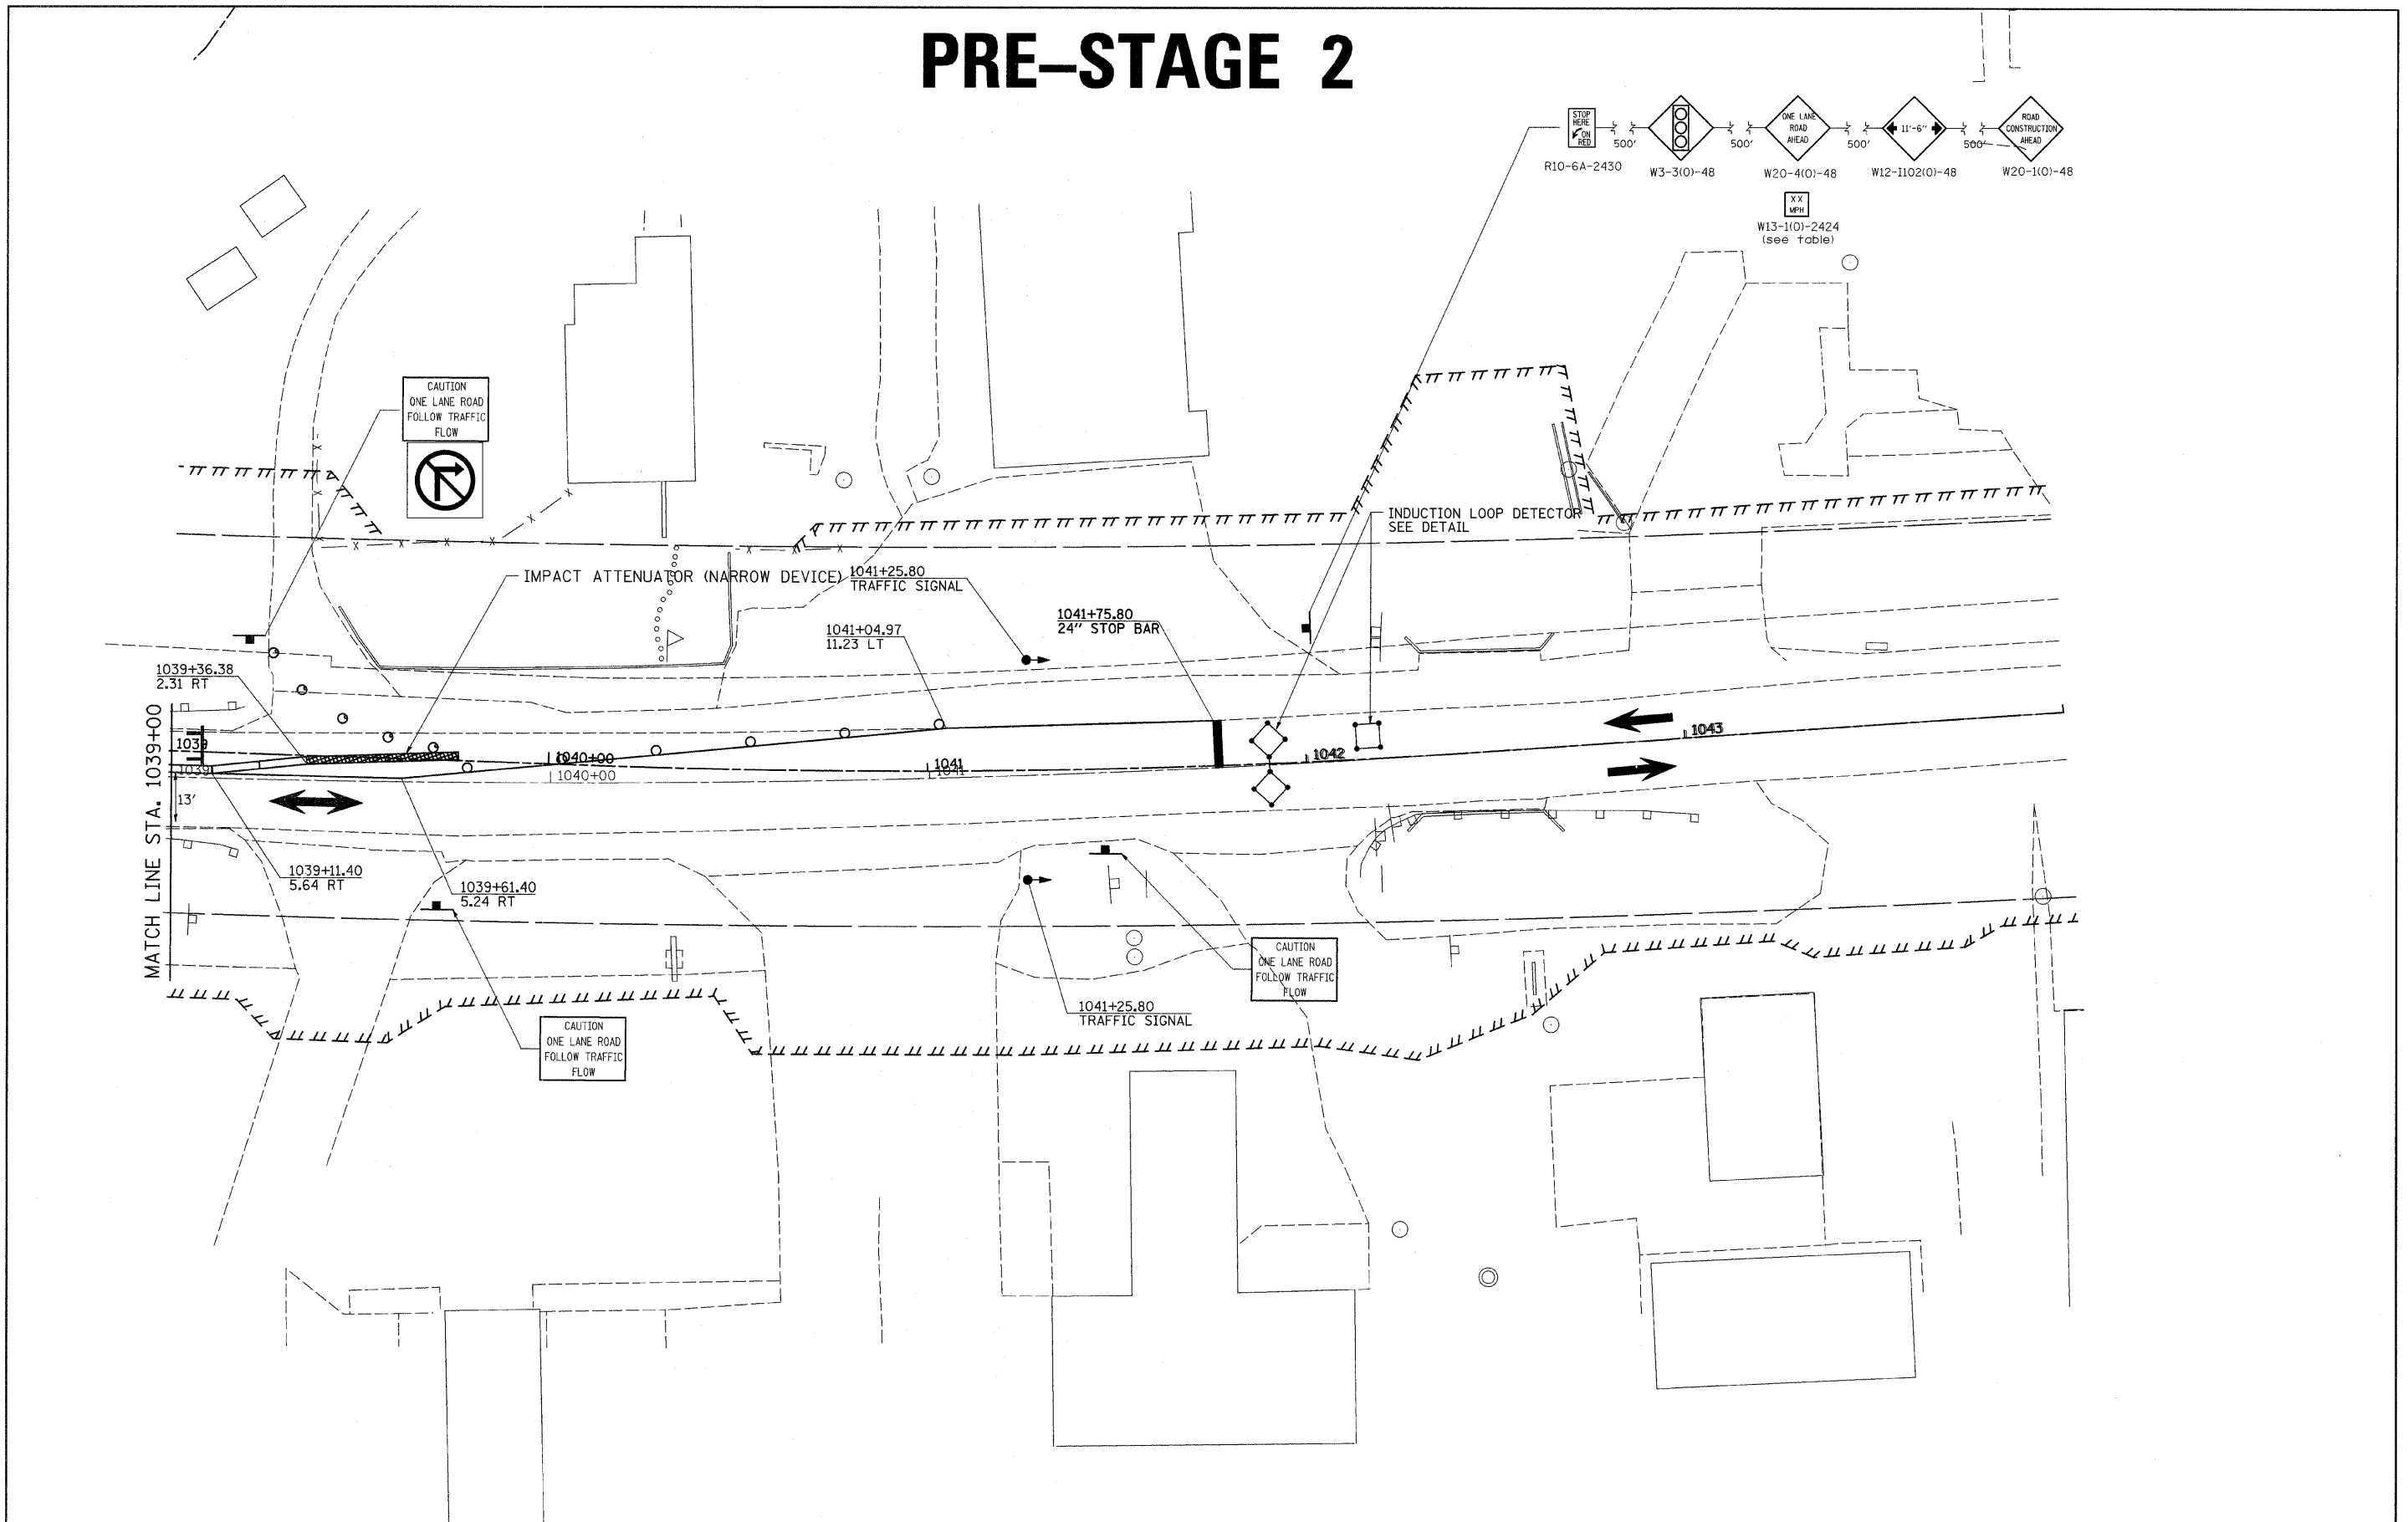 PRE-STAGE 2
STOP
HERE
ON
RED
500'
500'
ONE LANE
ROAD
AHEAD
500'
11'-6"
500'
ROAD
CONSTRUCTION
AHEAD
R10-6A-2430
W3-3(O)-48
W20-4(O)-48
W12-I102(O)-48
W20-1(O)-48
XX
MPH
W13-1(O)-2424
(see table)
CAUTION
ONE LANE ROAD
FOLLOW TRAFFIC
FLOW
INDUCTION LOOP DETECTOR
SEE DETAIL
IMPACT ATTENUATOR (NARROW DEVICE)
1041+25.80
TRAFFIC SIGNAL
1041+04.97
11.23 LT
1041+75.80
24" STOP BAR
1039+36.38
2.31 RT
MATCH LINE STA. 1039+00
1039
1039
1040+00
1040+00
1041
1041
1042
1043
13'
1039+11.40
5.64 RT
1039+61.40
5.24 RT
CAUTION
ONE LANE ROAD
FOLLOW TRAFFIC
FLOW
1041+25.80
TRAFFIC SIGNAL
CAUTION
ONE LANE ROAD
FOLLOW TRAFFIC
FLOW